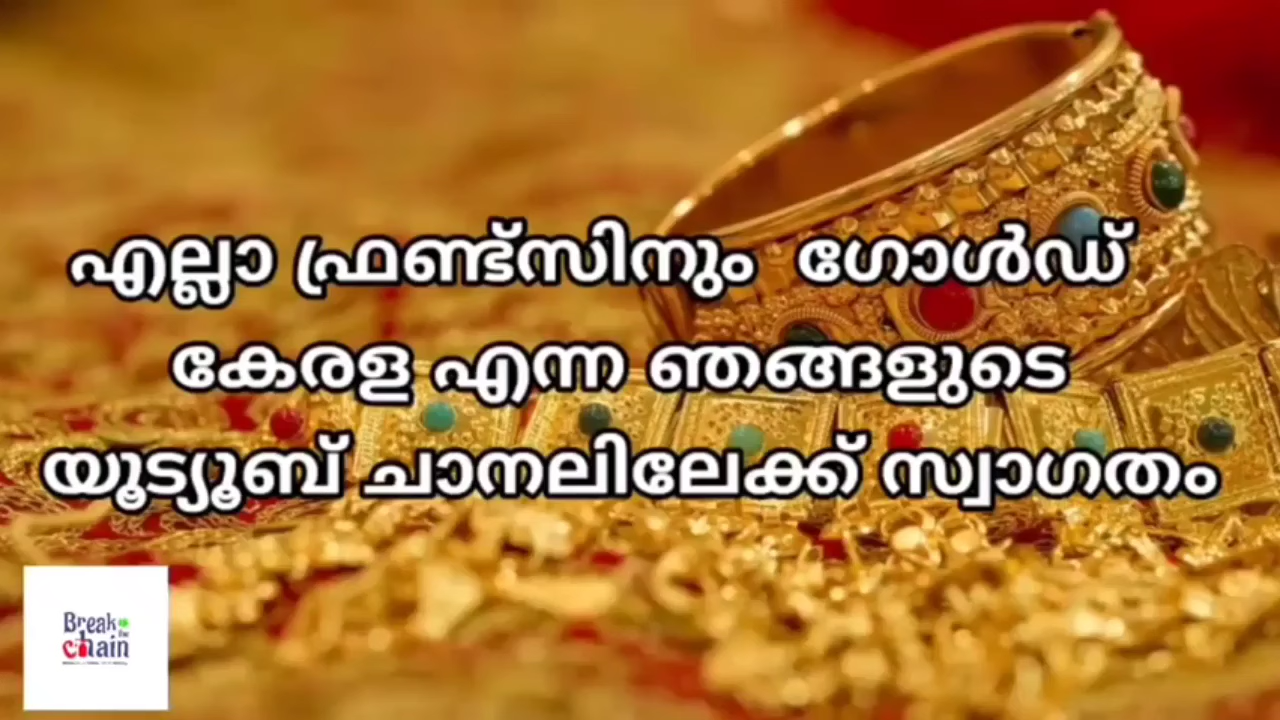 എല്ലാ ഫ്രണ്ട്സിനും ഗോൾഡ്
കേരള എന്ന ഞങ്ങളുടെ
യൂട്യൂബ് ചാനലിലേക്ക് സ്വാഗതം
Break
the
chain